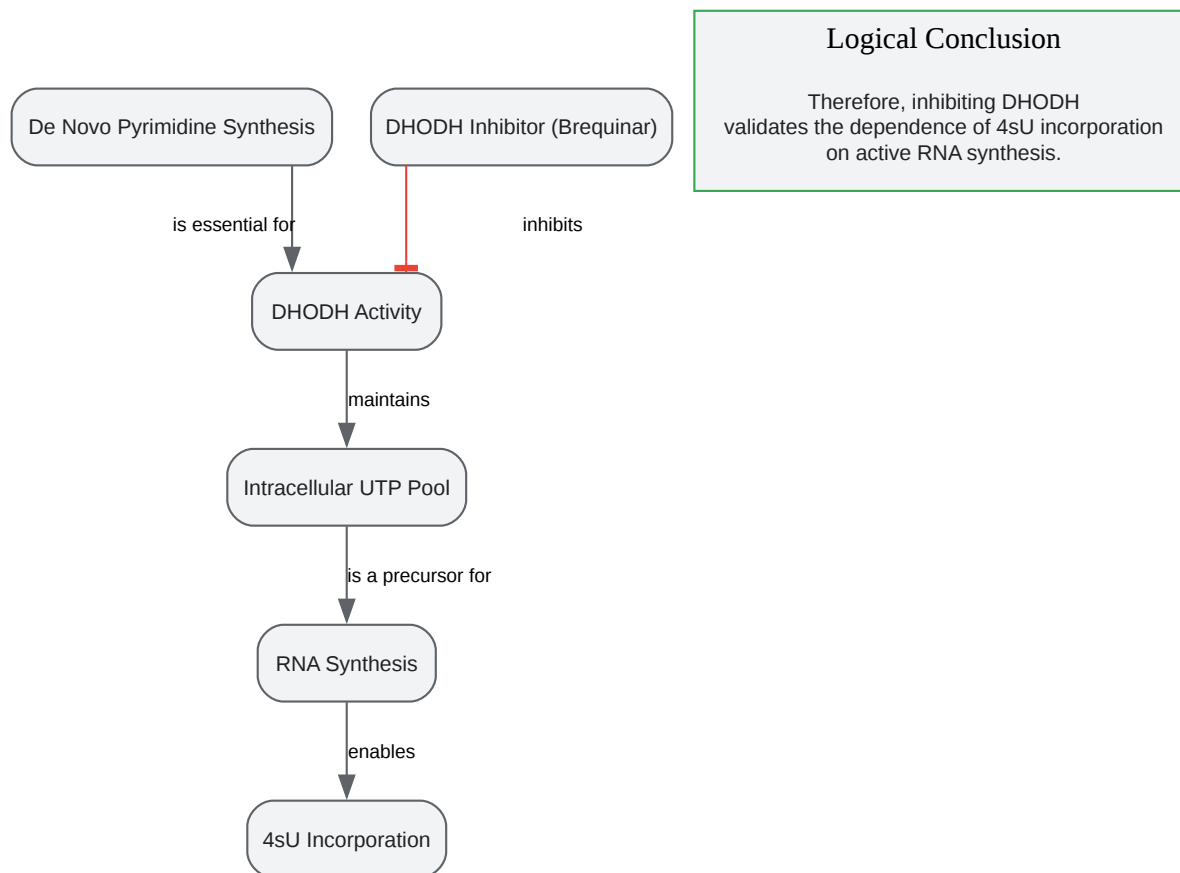 Logical Conclusion
Therefore, inhibiting DHODH
validates the dependence of 4sU incorporation
on active RNA synthesis.
De Novo Pyrimidine Synthesis
DHODH Inhibitor (Brequinar)
is essential for
inhibits
DHODH Activity
maintains
Intracellular UTP Pool
is a precursor for
RNA Synthesis
enables
4sU Incorporation